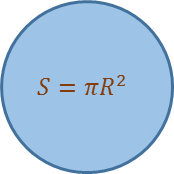 S = πR²